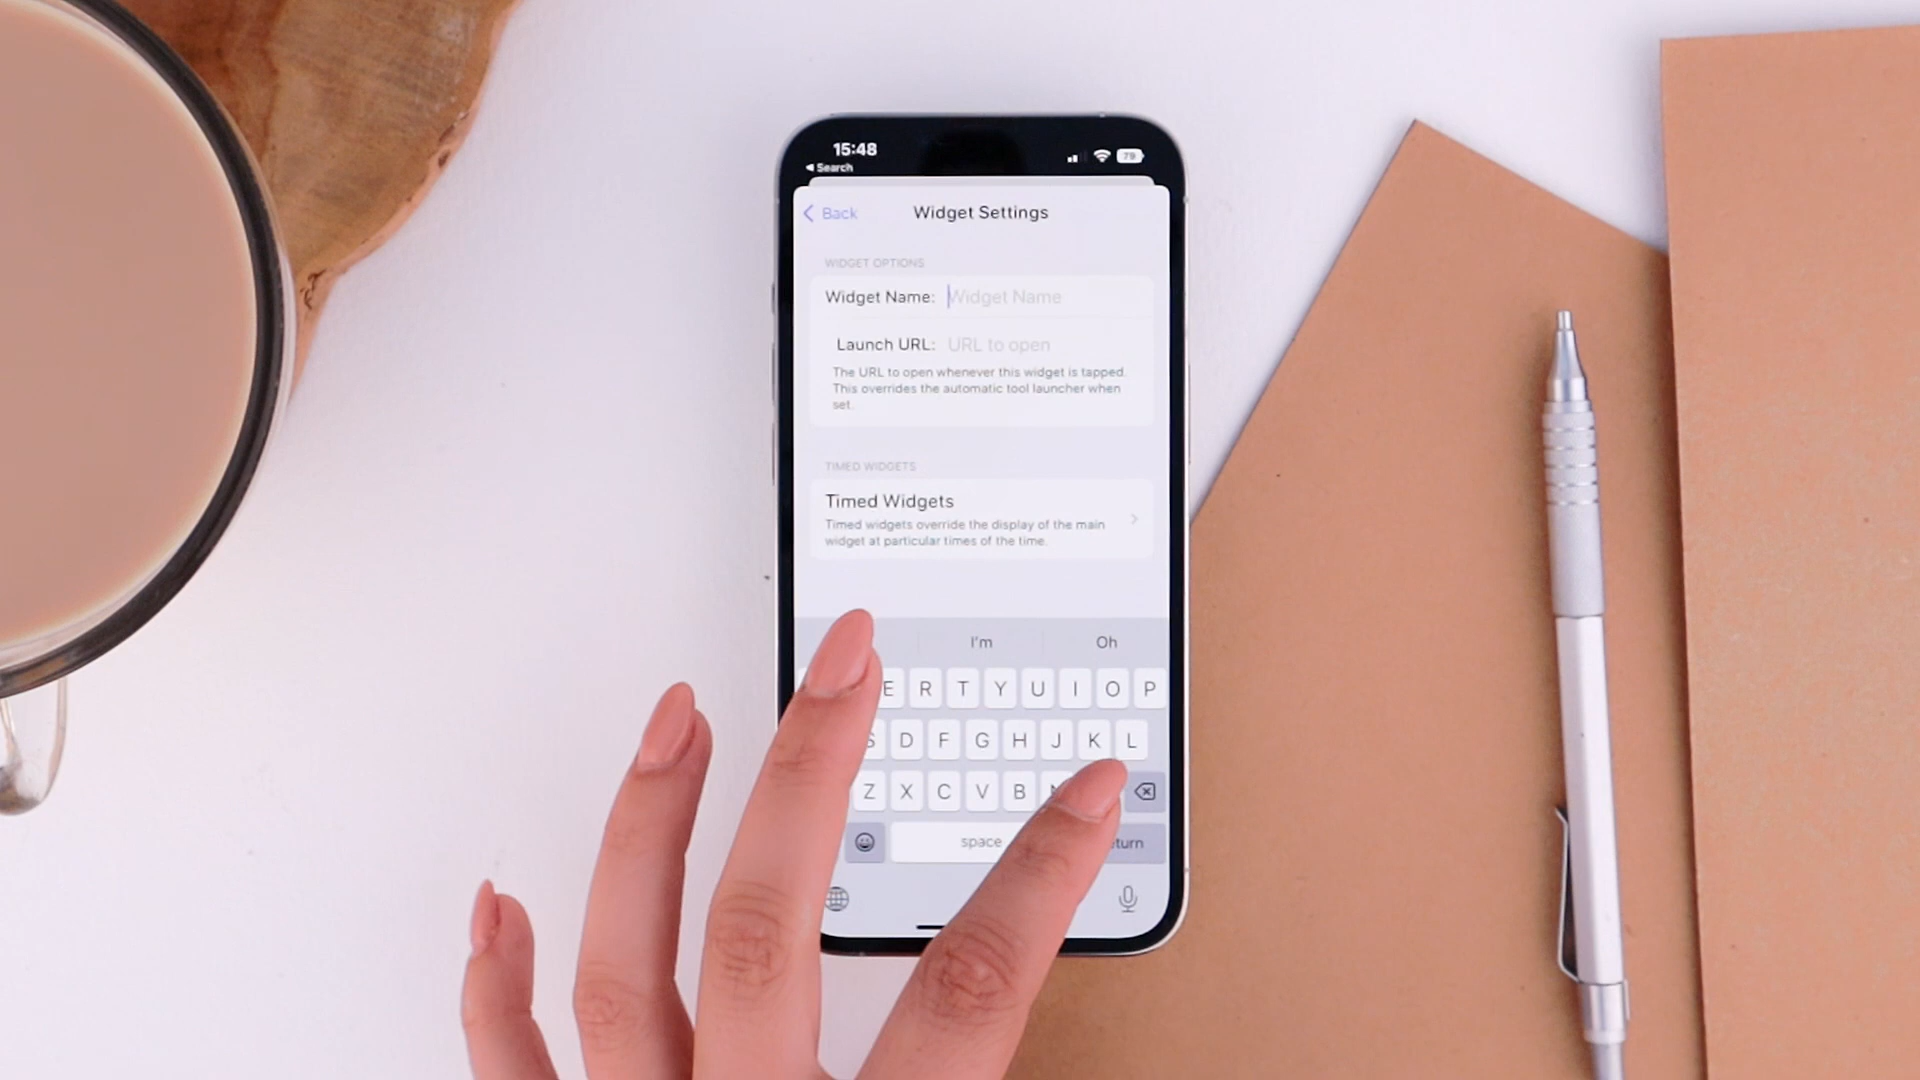 15:48
79
Search
Back
Widget Settings
WIDGET OPTIONS
Widget Name: Widget Name
Launch URL: URL to open
The URL to open whenever this widget is tapped.
This overrides the automatic tool launcher when
set.
TIMED WIDGETS
Timed Widgets
Timed widgets override the display of the main
widget at particular times of the time.
I'm Oh
E R T Y U I O P
S D F G H J K L
Z X C V B N
space eturn